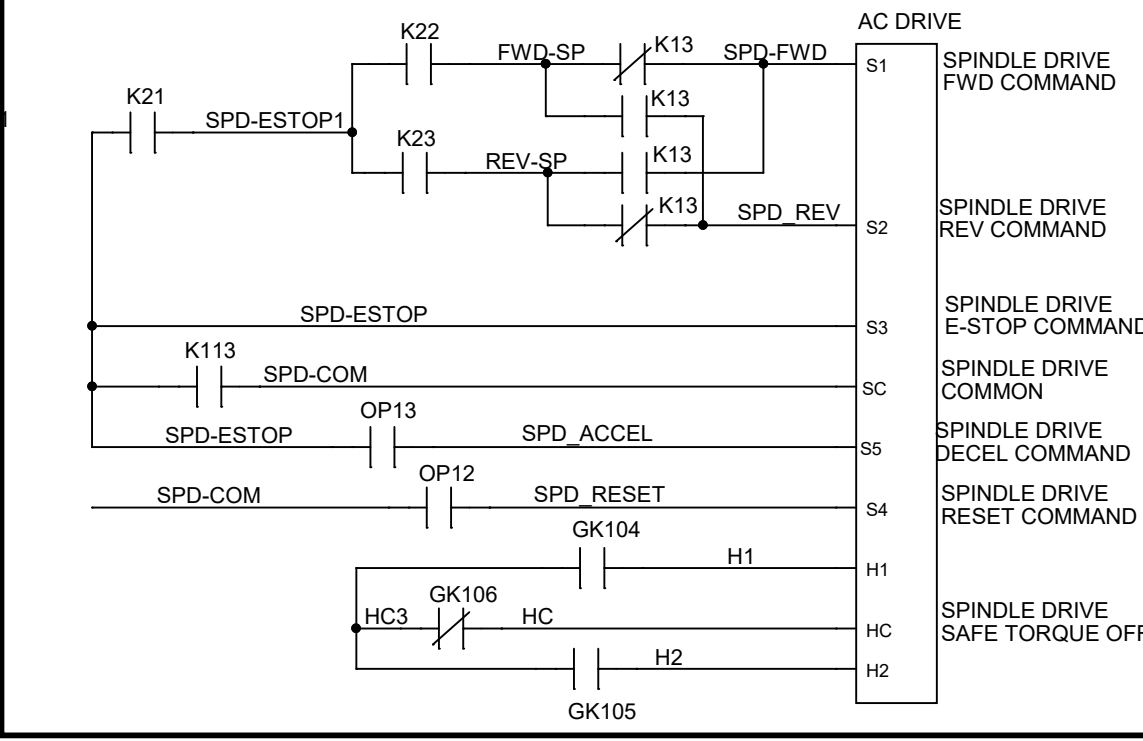 AC DRIVE
K22
FWD-SP
K13
SPD-FWD
S1
SPINDLE DRIVE
FWD COMMAND
K21
SPD-ESTOP1
K13
K23
REV-SP
K13
K13
SPD_REV
S2
SPINDLE DRIVE
REV COMMAND
SPD-ESTOP
S3
SPINDLE DRIVE
E-STOP COMMAND
K113
SPD-COM
SC
SPINDLE DRIVE
COMMON
OP13
SPD-ESTOP
SPD_ACCEL
S5
SPINDLE DRIVE
DECEL COMMAND
OP12
SPD-COM
SPD_RESET
S4
SPINDLE DRIVE
RESET COMMAND
GK104
H1
H1
GK106
HC3
HC
HC
SPINDLE DRIVE
SAFE TORQUE OFF
H2
H2
GK105